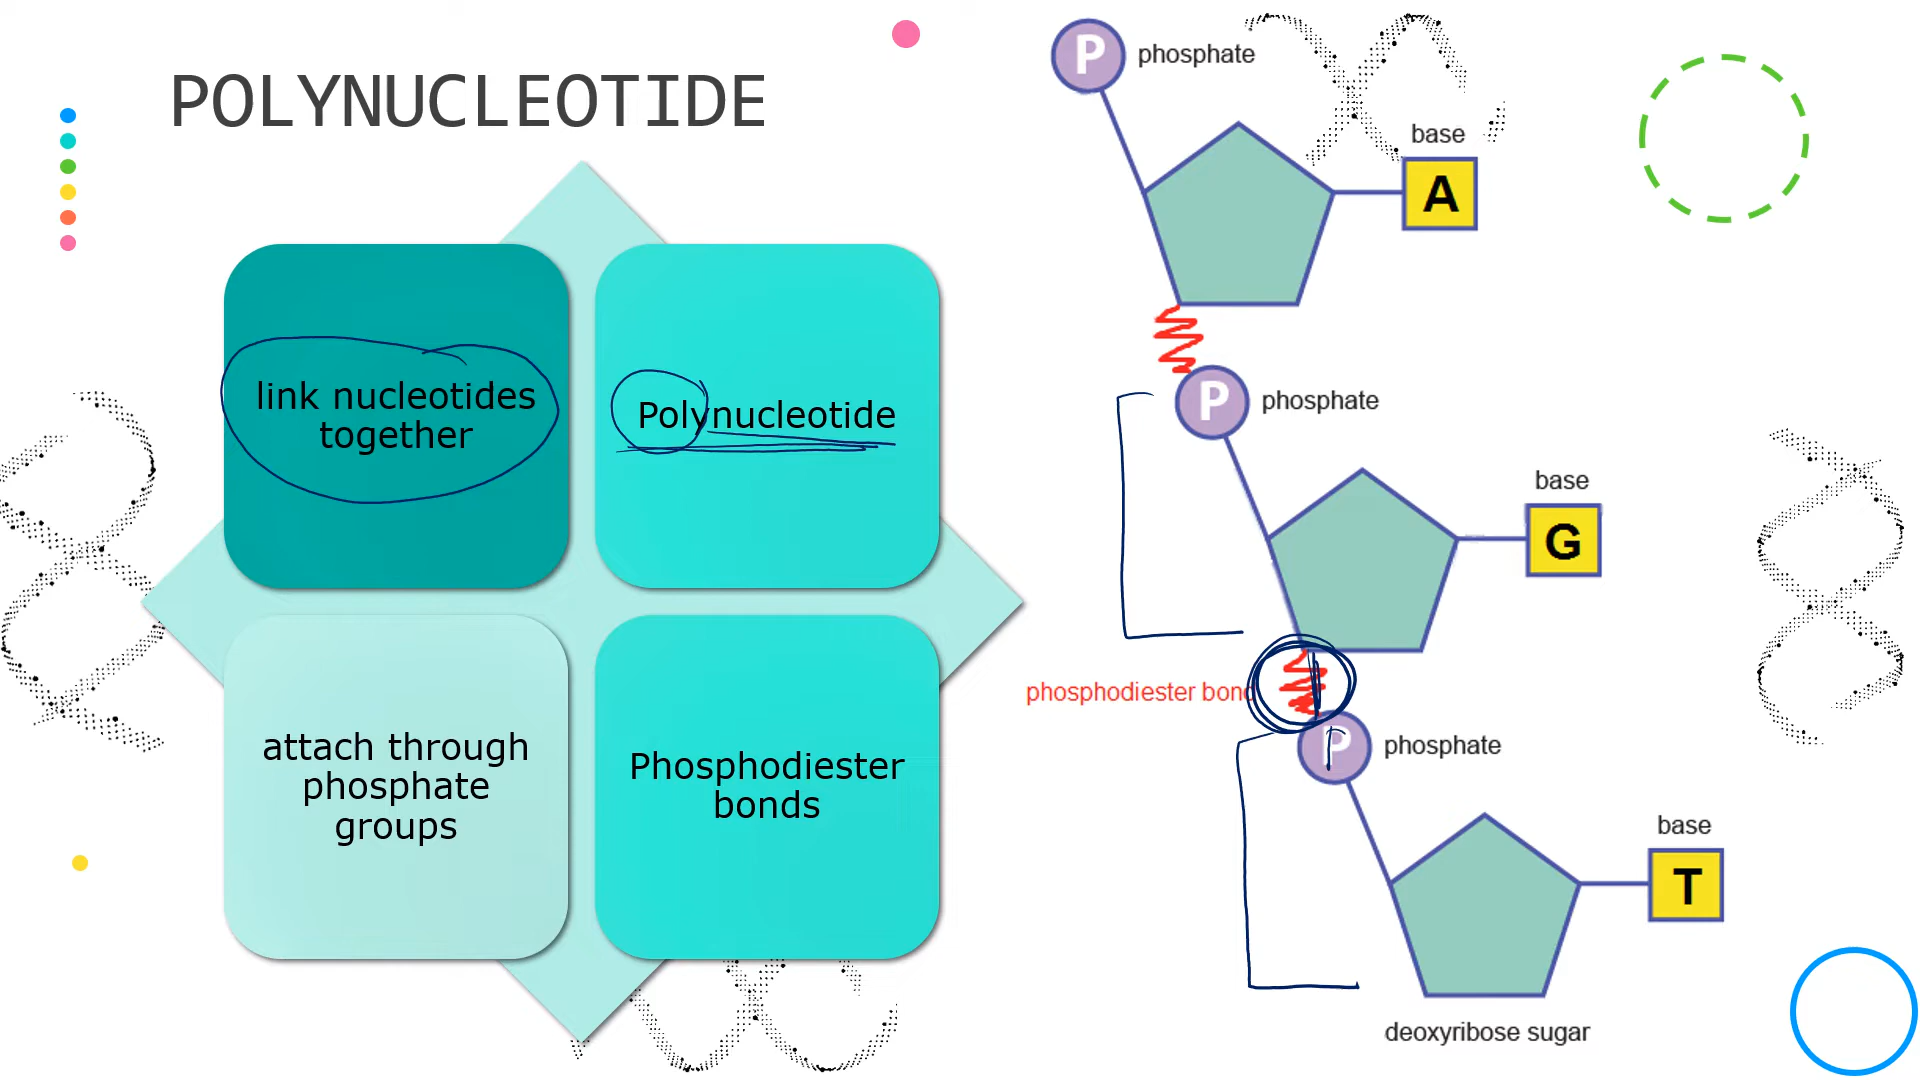 POLYNUCLEOTIDE
link nucleotides
together
Polynucleotide
attach through
phosphate
groups
Phosphodiester
bonds
P
phosphate
base
A
P
phosphate
base
G
phosphodiester bond
P
phosphate
base
T
deoxyribose sugar